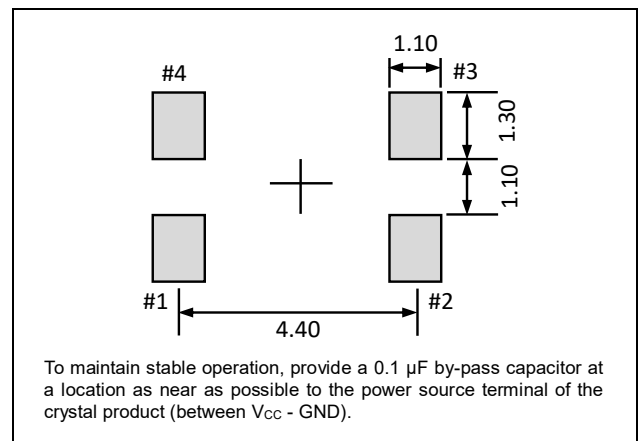 1.10
#4
#3
1.30
1.10
#1
#2
4.40
To maintain stable operation, provide a 0.1 µF by-pass capacitor at
a location as near as possible to the power source terminal of the
crystal product (between VCC - GND).